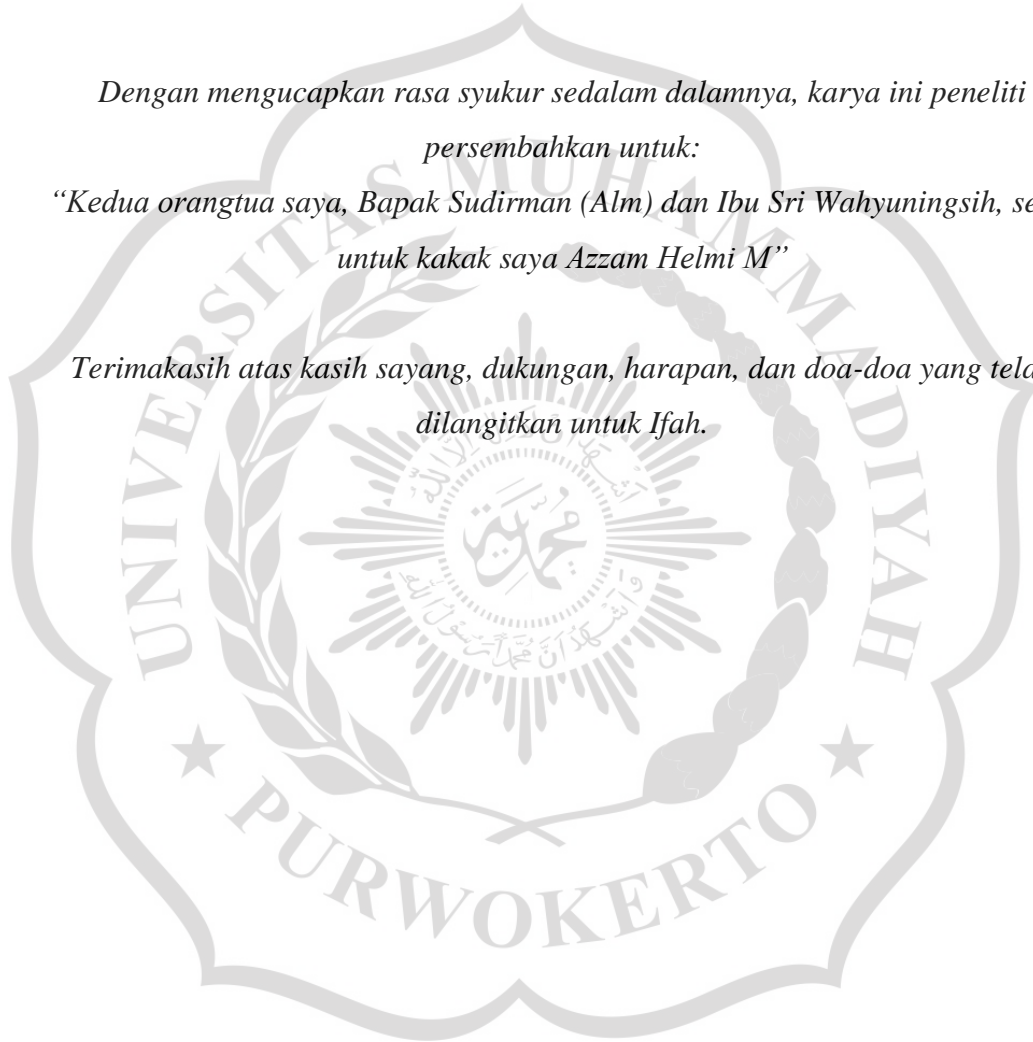 Dengan mengucapkan rasa syukur sedalam dalamnya, karya ini peneliti
persembahkan untuk:
“Kedua orangtua saya, Bapak Sudirman (Alm) dan Ibu Sri Wahyuningsih, se
untuk kakak saya Azzam Helmi M”
Terimakasih atas kasih sayang, dukungan, harapan, dan doa-doa yang tela
dilangitkan untuk Ifah.
UNIVERSITAS MUHAMMADIYAH
PURWOKERTO